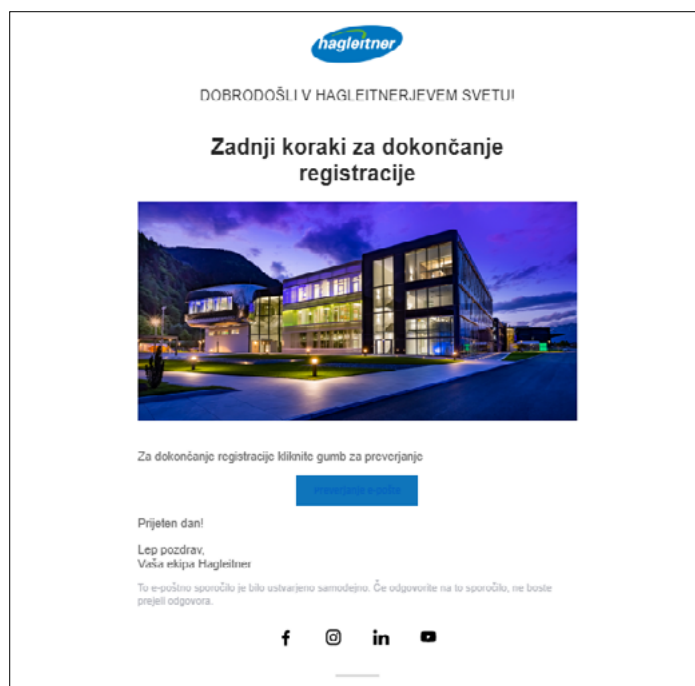 hagleitner
DOBRODOŠLI V HAGLEITNERJEVEM SVETU!
Zadnji koraki za dokončanje
registracije
Za dokončanje registracije kliknite gumb za preverjanje
Preverjanje e-pošte
Prijeten dan!
Lep pozdrav,
Vaša ekipa Hagleitner
To e-poštno sporočilo je bilo ustvarjeno samodejno. Če odgovorite na to sporočilo, ne boste
prejeli odgovora.